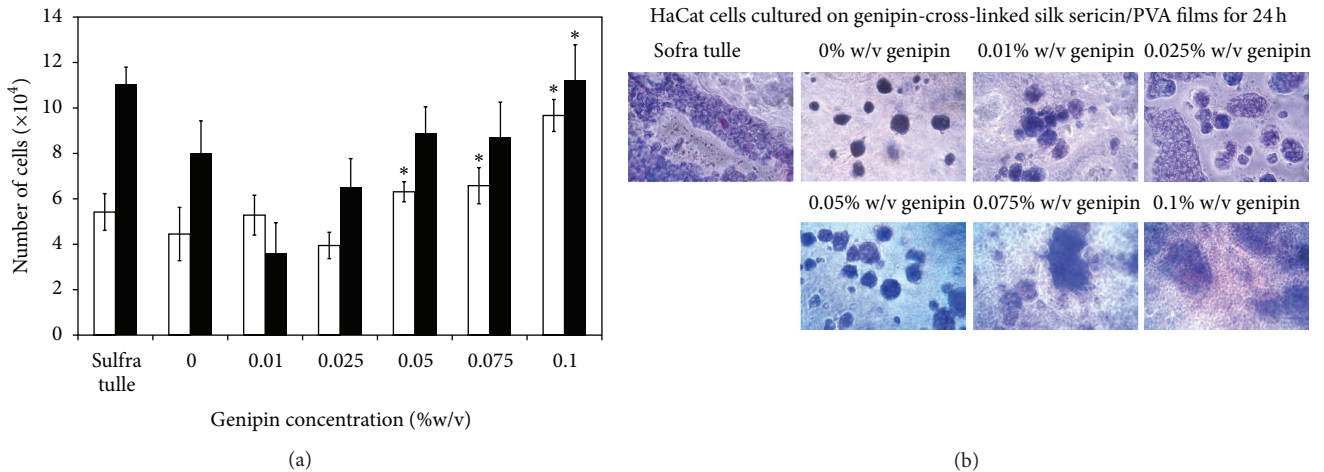 14
12
10
8
6
4
2
0
Number of cells (×10⁴)
*
*
*
*
Sulfra tulle
0
0.01
0.025
0.05
0.075
0.1
Genipin concentration (%w/v)
(a)
HaCat cells cultured on genipin-cross-linked silk sericin/PVA films for 24 h
Sofra tulle
0% w/v genipin
0.01% w/v genipin
0.025% w/v genipin
0.05% w/v genipin
0.075% w/v genipin
0.1% w/v genipin
(b)